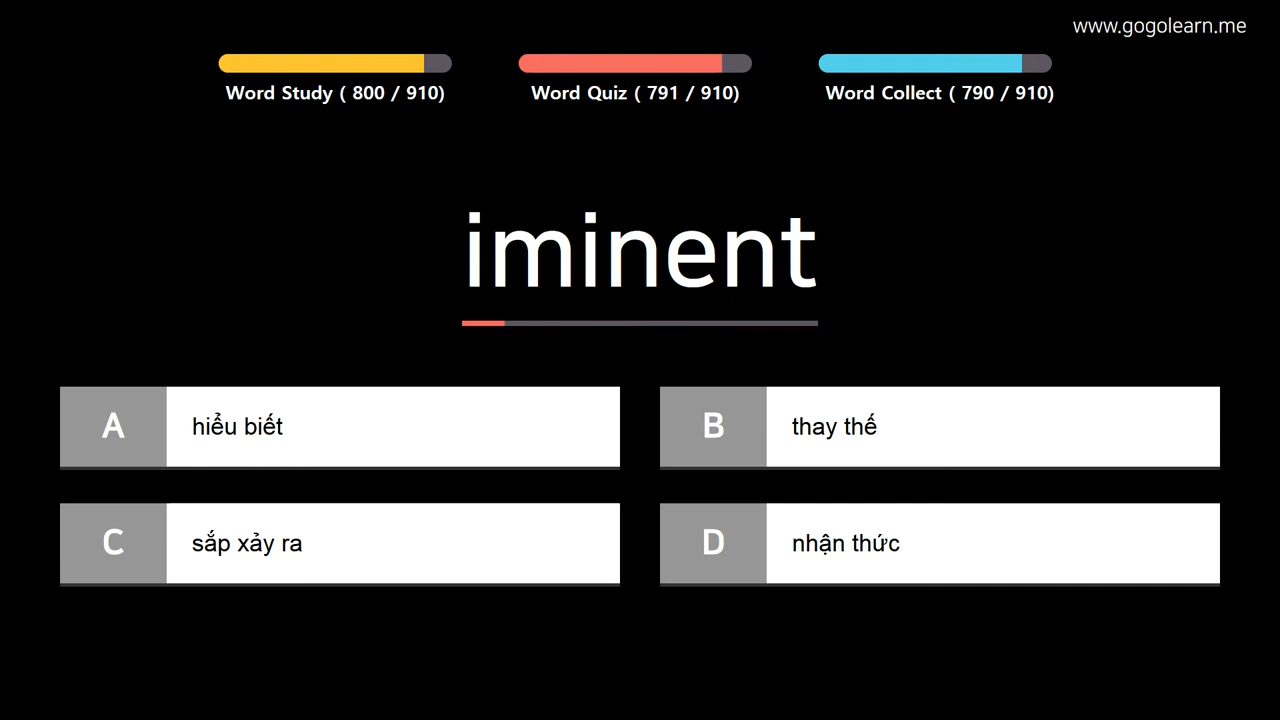 www.gogolearn.me
Word Study ( 800 / 910)
Word Quiz ( 791 / 910)
Word Collect ( 790 / 910)
iminent
A hiểu biết
B thay thế
C sắp xảy ra
D nhận thức